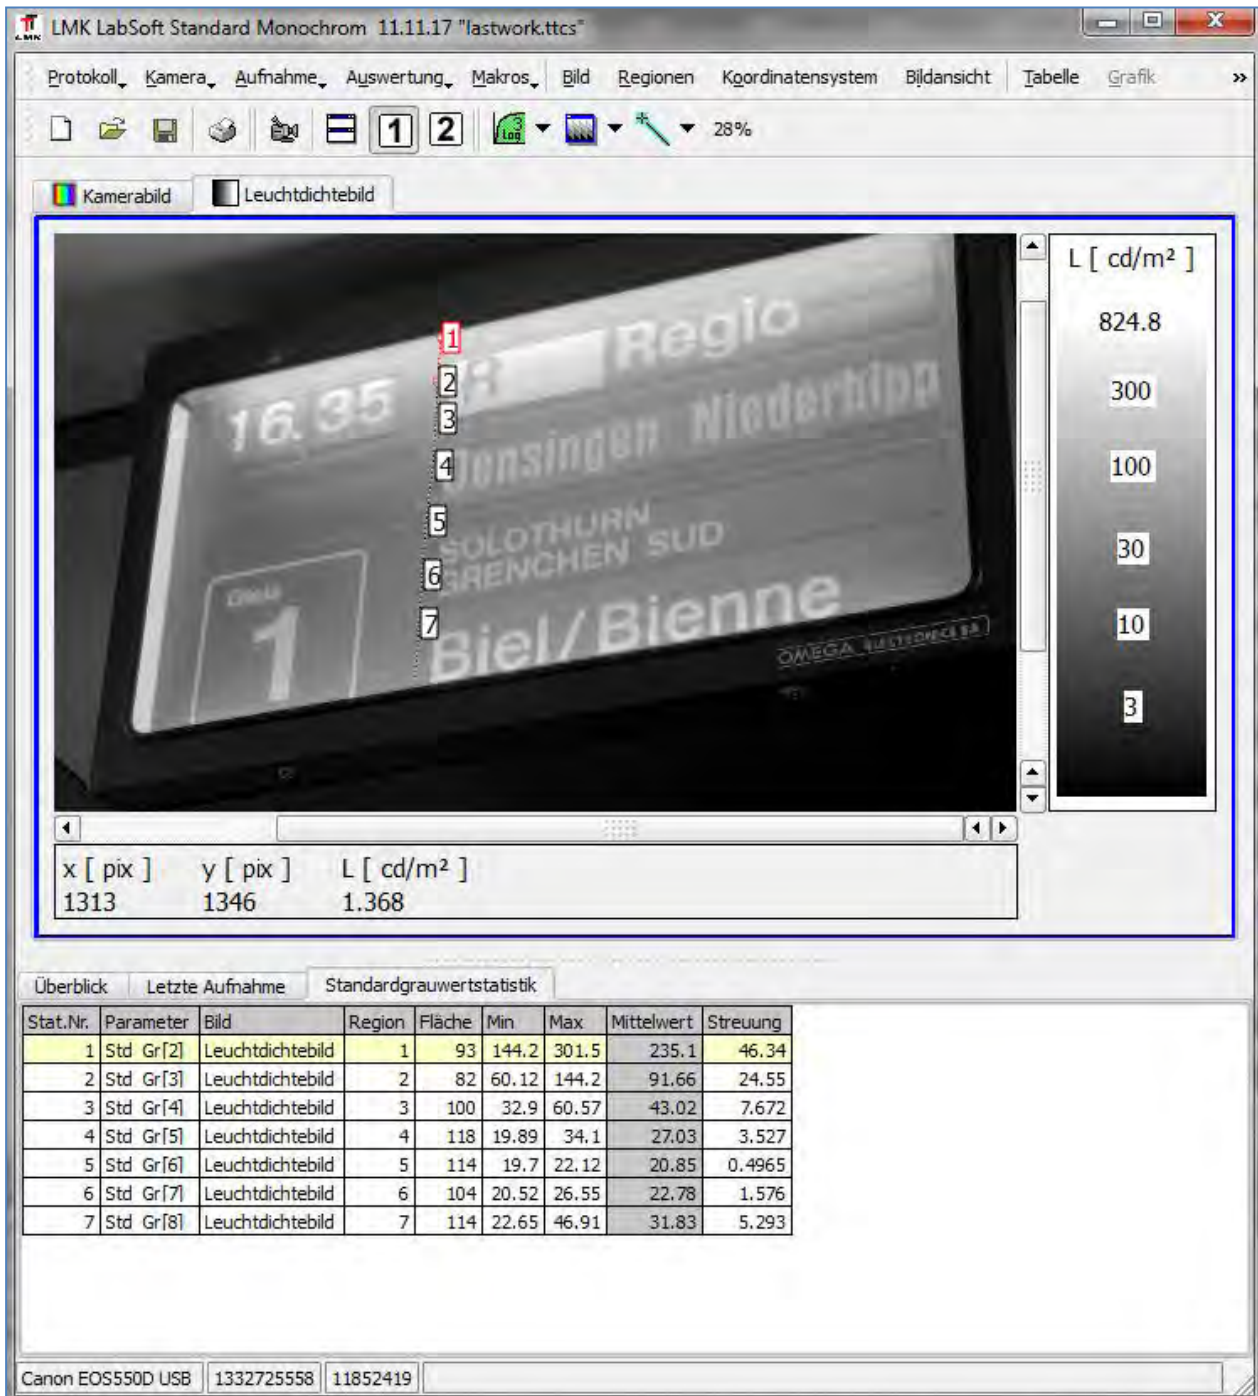 LMK LabSoft Standard Monochrom 11.11.17 "lastwork.ttcs"
Protokoll Kamera Aufnahme Auswertung Makros Bild Regionen Koordinatensystem Bildansicht Tabelle Grafik »
1 2 3 Log 28%
Kamerabild Leuchtdichtebild
L [ cd/m² ]
824.8
300
100
30
10
3
1
16.35 2 R Regio
3
4 Oensingen Niederbipp
5 SOLOTHURN
6 GRENCHEN SUD
Gleis
1
7 Biel/Bienne
OMEGA ELECTRONICS SA
x [ pix ] y [ pix ] L [ cd/m² ]
1313 1346 1.368
Überblick Letzte Aufnahme Standardgrauwertstatistik
Stat.Nr. Parameter Bild Region Fläche Min Max Mittelwert Streuung
1 Std Gr[2] Leuchtdichtebild 1 93 144.2 301.5 235.1 46.34
2 Std Gr[3] Leuchtdichtebild 2 82 60.12 144.2 91.66 24.55
3 Std Gr[4] Leuchtdichtebild 3 100 32.9 60.57 43.02 7.672
4 Std Gr[5] Leuchtdichtebild 4 118 19.89 34.1 27.03 3.527
5 Std Gr[6] Leuchtdichtebild 5 114 19.7 22.12 20.85 0.4965
6 Std Gr[7] Leuchtdichtebild 6 104 20.52 26.55 22.78 1.576
7 Std Gr[8] Leuchtdichtebild 7 114 22.65 46.91 31.83 5.293
Canon EOS550D USB 1332725558 11852419